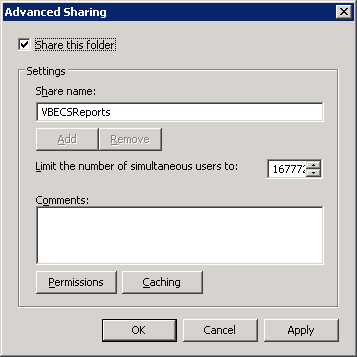 Advanced Sharing
Share this folder
Settings
Share name:
VBECSReports
Add
Remove
Limit the number of simultaneous users to:
16777
Comments:
Permissions
Caching
OK
Cancel
Apply